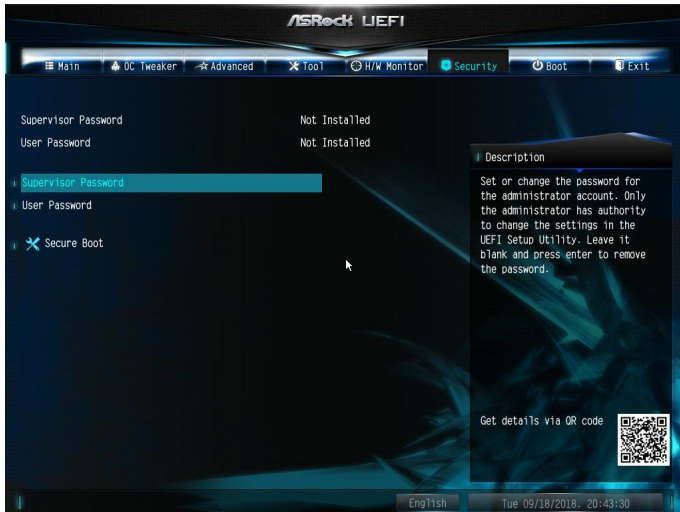 ASRock UEFI
Main OC Tweaker Advanced Tool H/W Monitor Security Boot Exit
Supervisor Password Not Installed
User Password Not Installed
Supervisor Password
User Password
Secure Boot
Description
Set or change the password for
the administrator account. Only
the administrator has authority
to change the settings in the
UEFI Setup Utility. Leave it
blank and press enter to remove
the password.
Get details via QR code
English Tue 09/18/2018. 20:43:30